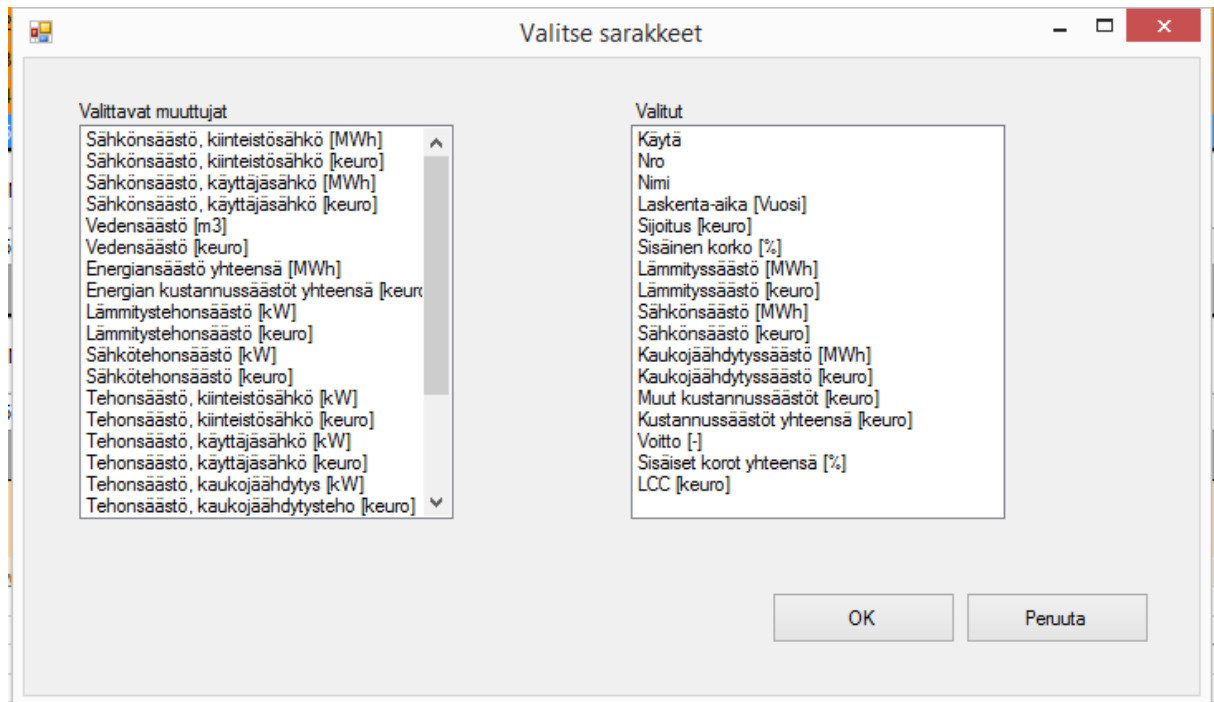 Valitse sarakkeet
Valittavat muuttujat
Sähkönsäästö, kiinteistösähkö [MWh]
Sähkönsäästö, kiinteistösähkö [keuro]
Sähkönsäästö, käyttäjäsähkö [MWh]
Sähkönsäästö, käyttäjäsähkö [keuro]
Vedensäästö [m3]
Vedensäästö [keuro]
Energiansäästö yhteensä [MWh]
Energian kustannussäästöt yhteensä [keurc
Lämmitystehonsäästö [kW]
Lämmitystehonsäästö [keuro]
Sähkötehonsäästö [kW]
Sähkötehonsäästö [keuro]
Tehonsäästö, kiinteistösähkö [kW]
Tehonsäästö, kiinteistösähkö [keuro]
Tehonsäästö, käyttäjäsähkö [kW]
Tehonsäästö, käyttäjäsähkö [keuro]
Tehonsäästö, kaukojäähdytys [kW]
Tehonsäästö, kaukojäähdytysteho [keuro]
Valitut
Käytä
Nro
Nimi
Laskenta-aika [Vuosi]
Sijoitus [keuro]
Sisäinen korko [%]
Lämmityssäästö [MWh]
Lämmityssäästö [keuro]
Sähkönsäästö [MWh]
Sähkönsäästö [keuro]
Kaukojäähdytyssäästö [MWh]
Kaukojäähdytyssäästö [keuro]
Muut kustannussäästöt [keuro]
Kustannussäästöt yhteensä [keuro]
Voitto [-]
Sisäiset korot yhteensä [%]
LCC [keuro]
OK
Peruuta